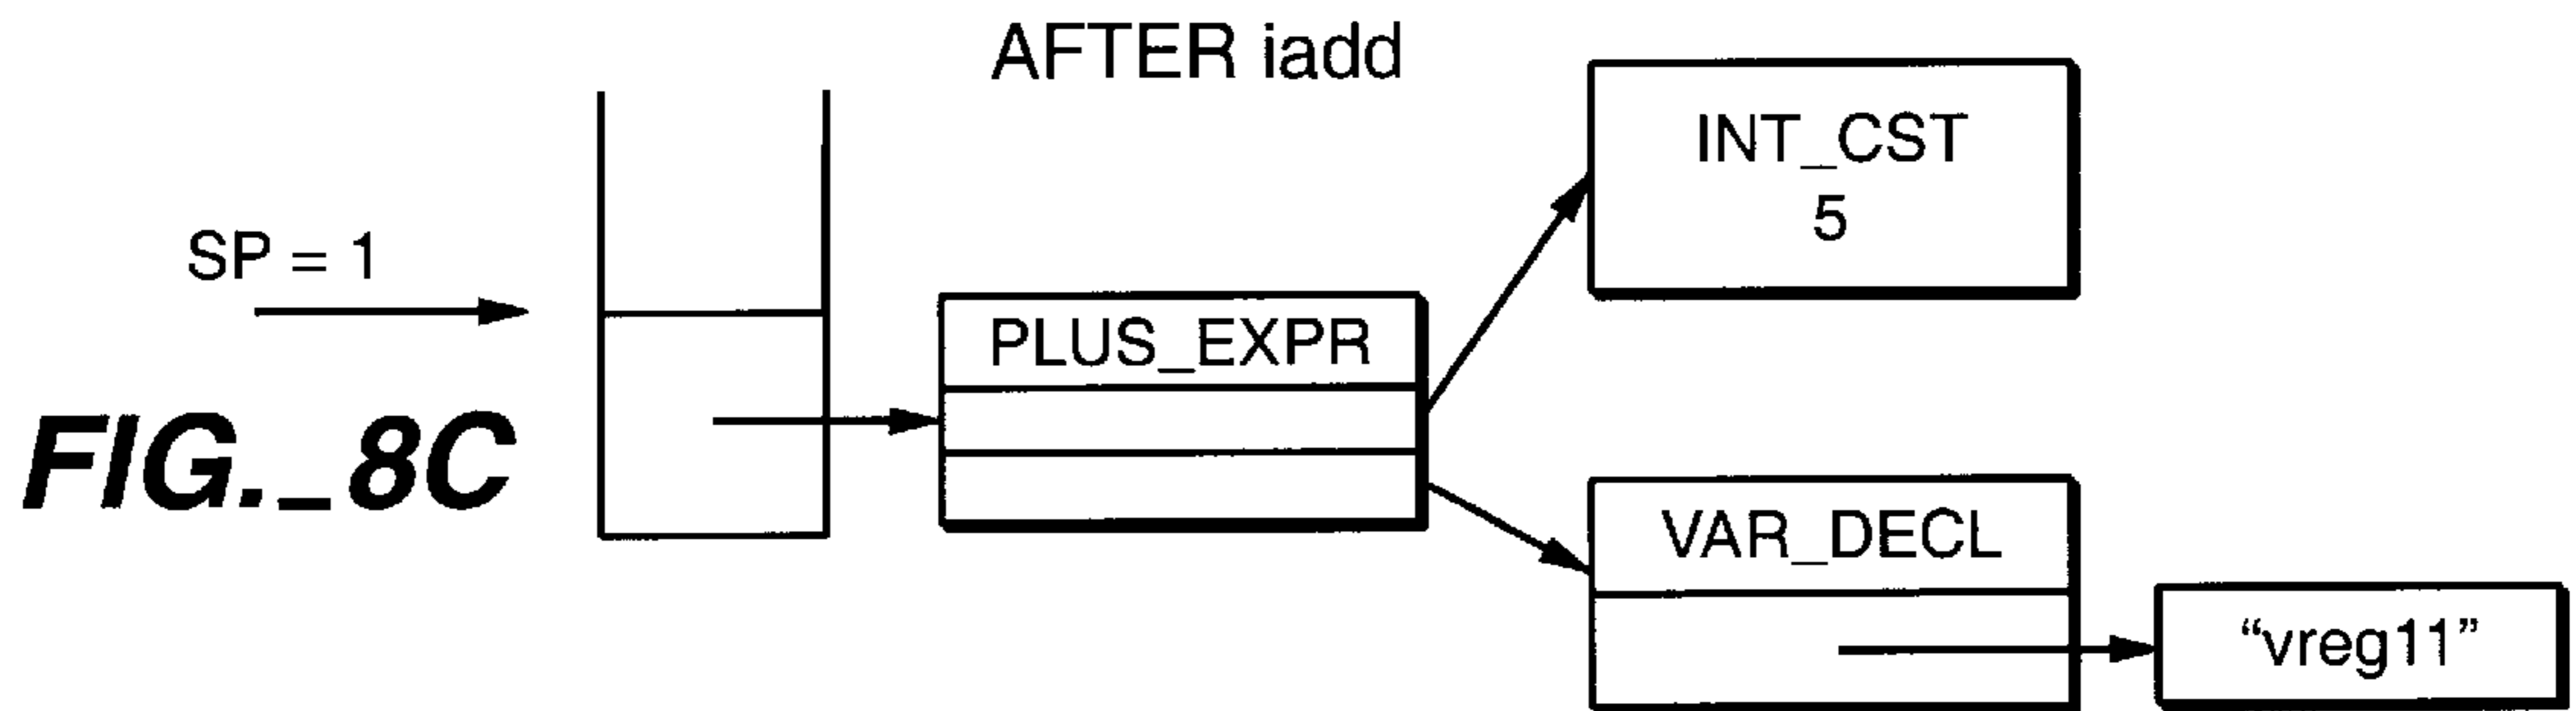 AFTER iadd
INT_CST
5
SP = 1
PLUS_EXPR
FIG._8C
VAR_DECL
“vreg11”